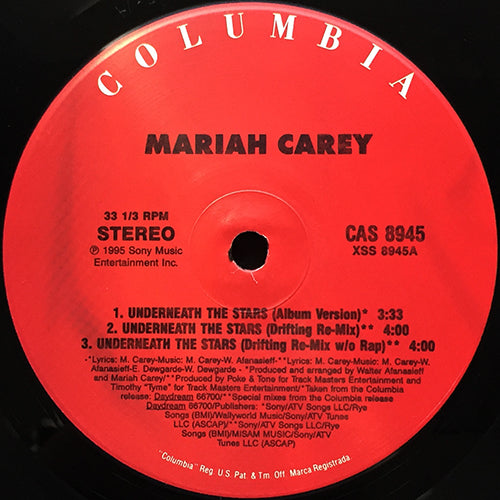 COLUMBIA
MARIAH CAREY
33 1/3 RPM
STEREO
℗ 1995 Sony Music
Entertainment Inc.
CAS 8945
XSS 8945A
1. UNDERNEATH THE STARS (Album Version)* 3:33
2. UNDERNEATH THE STARS (Drifting Re-Mix)** 4:00
3. UNDERNEATH THE STARS (Drifting Re-Mix w/o Rap)** 4:00
-*Lyrics: M. Carey-Music: M. Carey-W. Afanasieff-**Lyrics: M. Carey-Music: M. Carey-W.
Afanasieff-E. Dewgarde-W. Dewgarde - *Produced and arranged by Walter Afanasieff
and Mariah Carey/**Produced by Poke & Tone for Track Masters Entertainment and
Timothy "Tyme" for Track Masters Entertainment/*Taken from the Columbia
release: Daydream 66700/**Special mixes from the Columbia release
Daydream 66700/Publishers: *Sony/ATV Songs LLC/Rye
Songs (BMI)/Wallyworld Music/Sony/ATV Tunes
LLC (ASCAP)/**Sony/ATV Songs LLC/Rye
Songs (BMI)/MISAM MUSIC/Sony/ATV
Tunes LLC (ASCAP)
"Columbia" Reg. U.S. Pat. & Tm. Off. Marca Registrada.